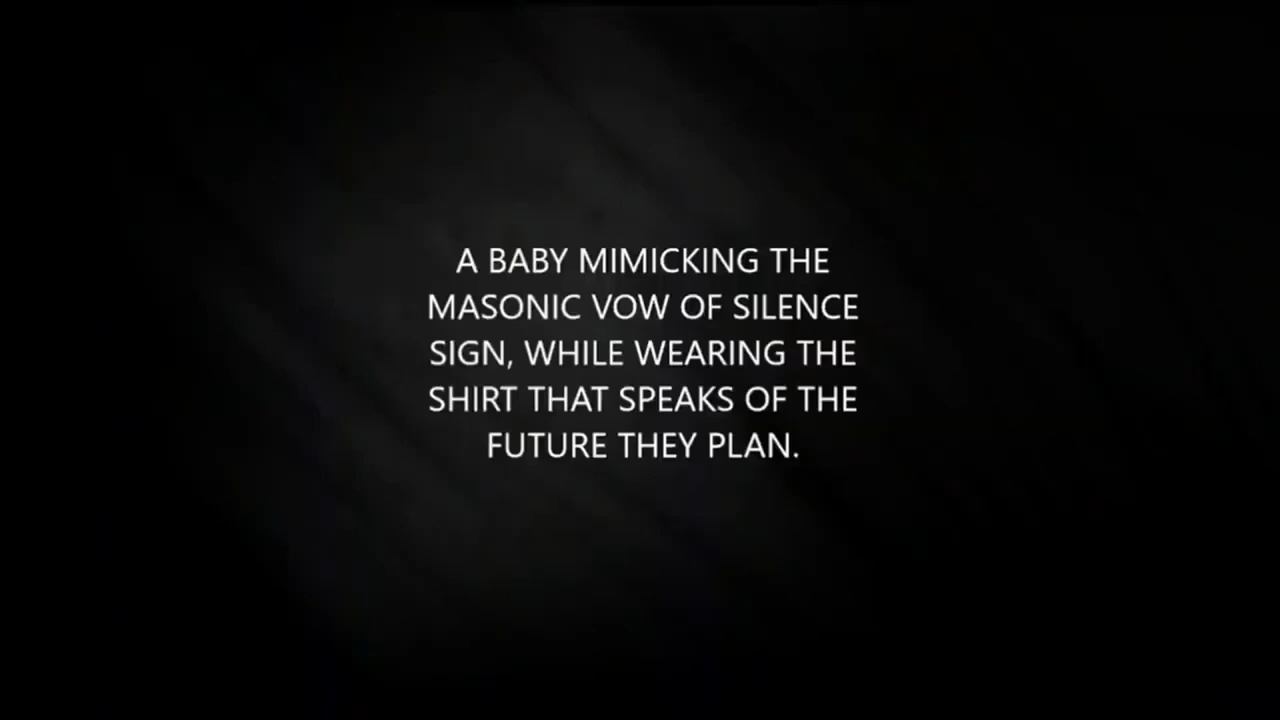 A BABY MIMICKING THE
MASONIC VOW OF SILENCE
SIGN, WHILE WEARING THE
SHIRT THAT SPEAKS OF THE
FUTURE THEY PLAN.